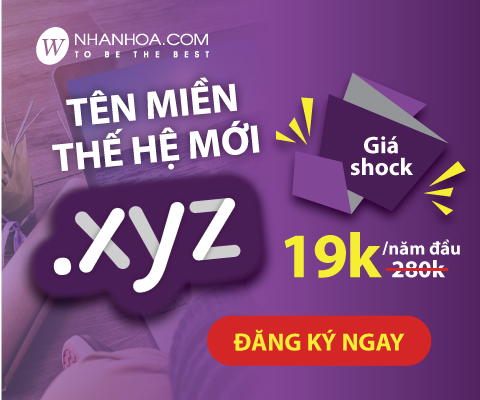 W
NHANHOA.COM
TO BE THE BEST
TÊN MIỀN
THẾ HỆ MỚI
.xyz
Giá
shock
19k/năm đầu
280k
ĐĂNG KÝ NGAY